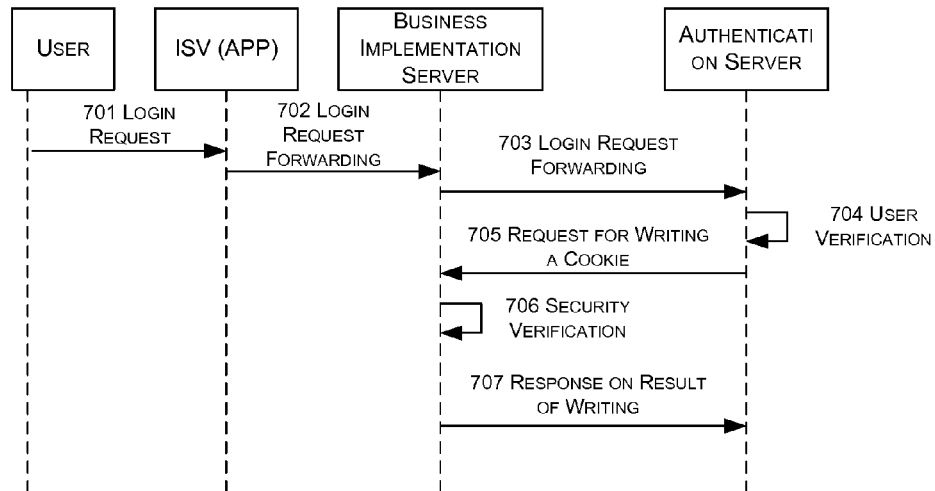 USER
ISV (APP)
BUSINESS
IMPLEMENTATION
SERVER
AUTHENTICATI
ON SERVER
701 LOGIN
REQUEST
702 LOGIN
REQUEST
FORWARDING
703 LOGIN REQUEST
FORWARDING
704 USER
VERIFICATION
705 REQUEST FOR WRITING
A COOKIE
706 SECURITY
VERIFICATION
707 RESPONSE ON RESULT
OF WRITING